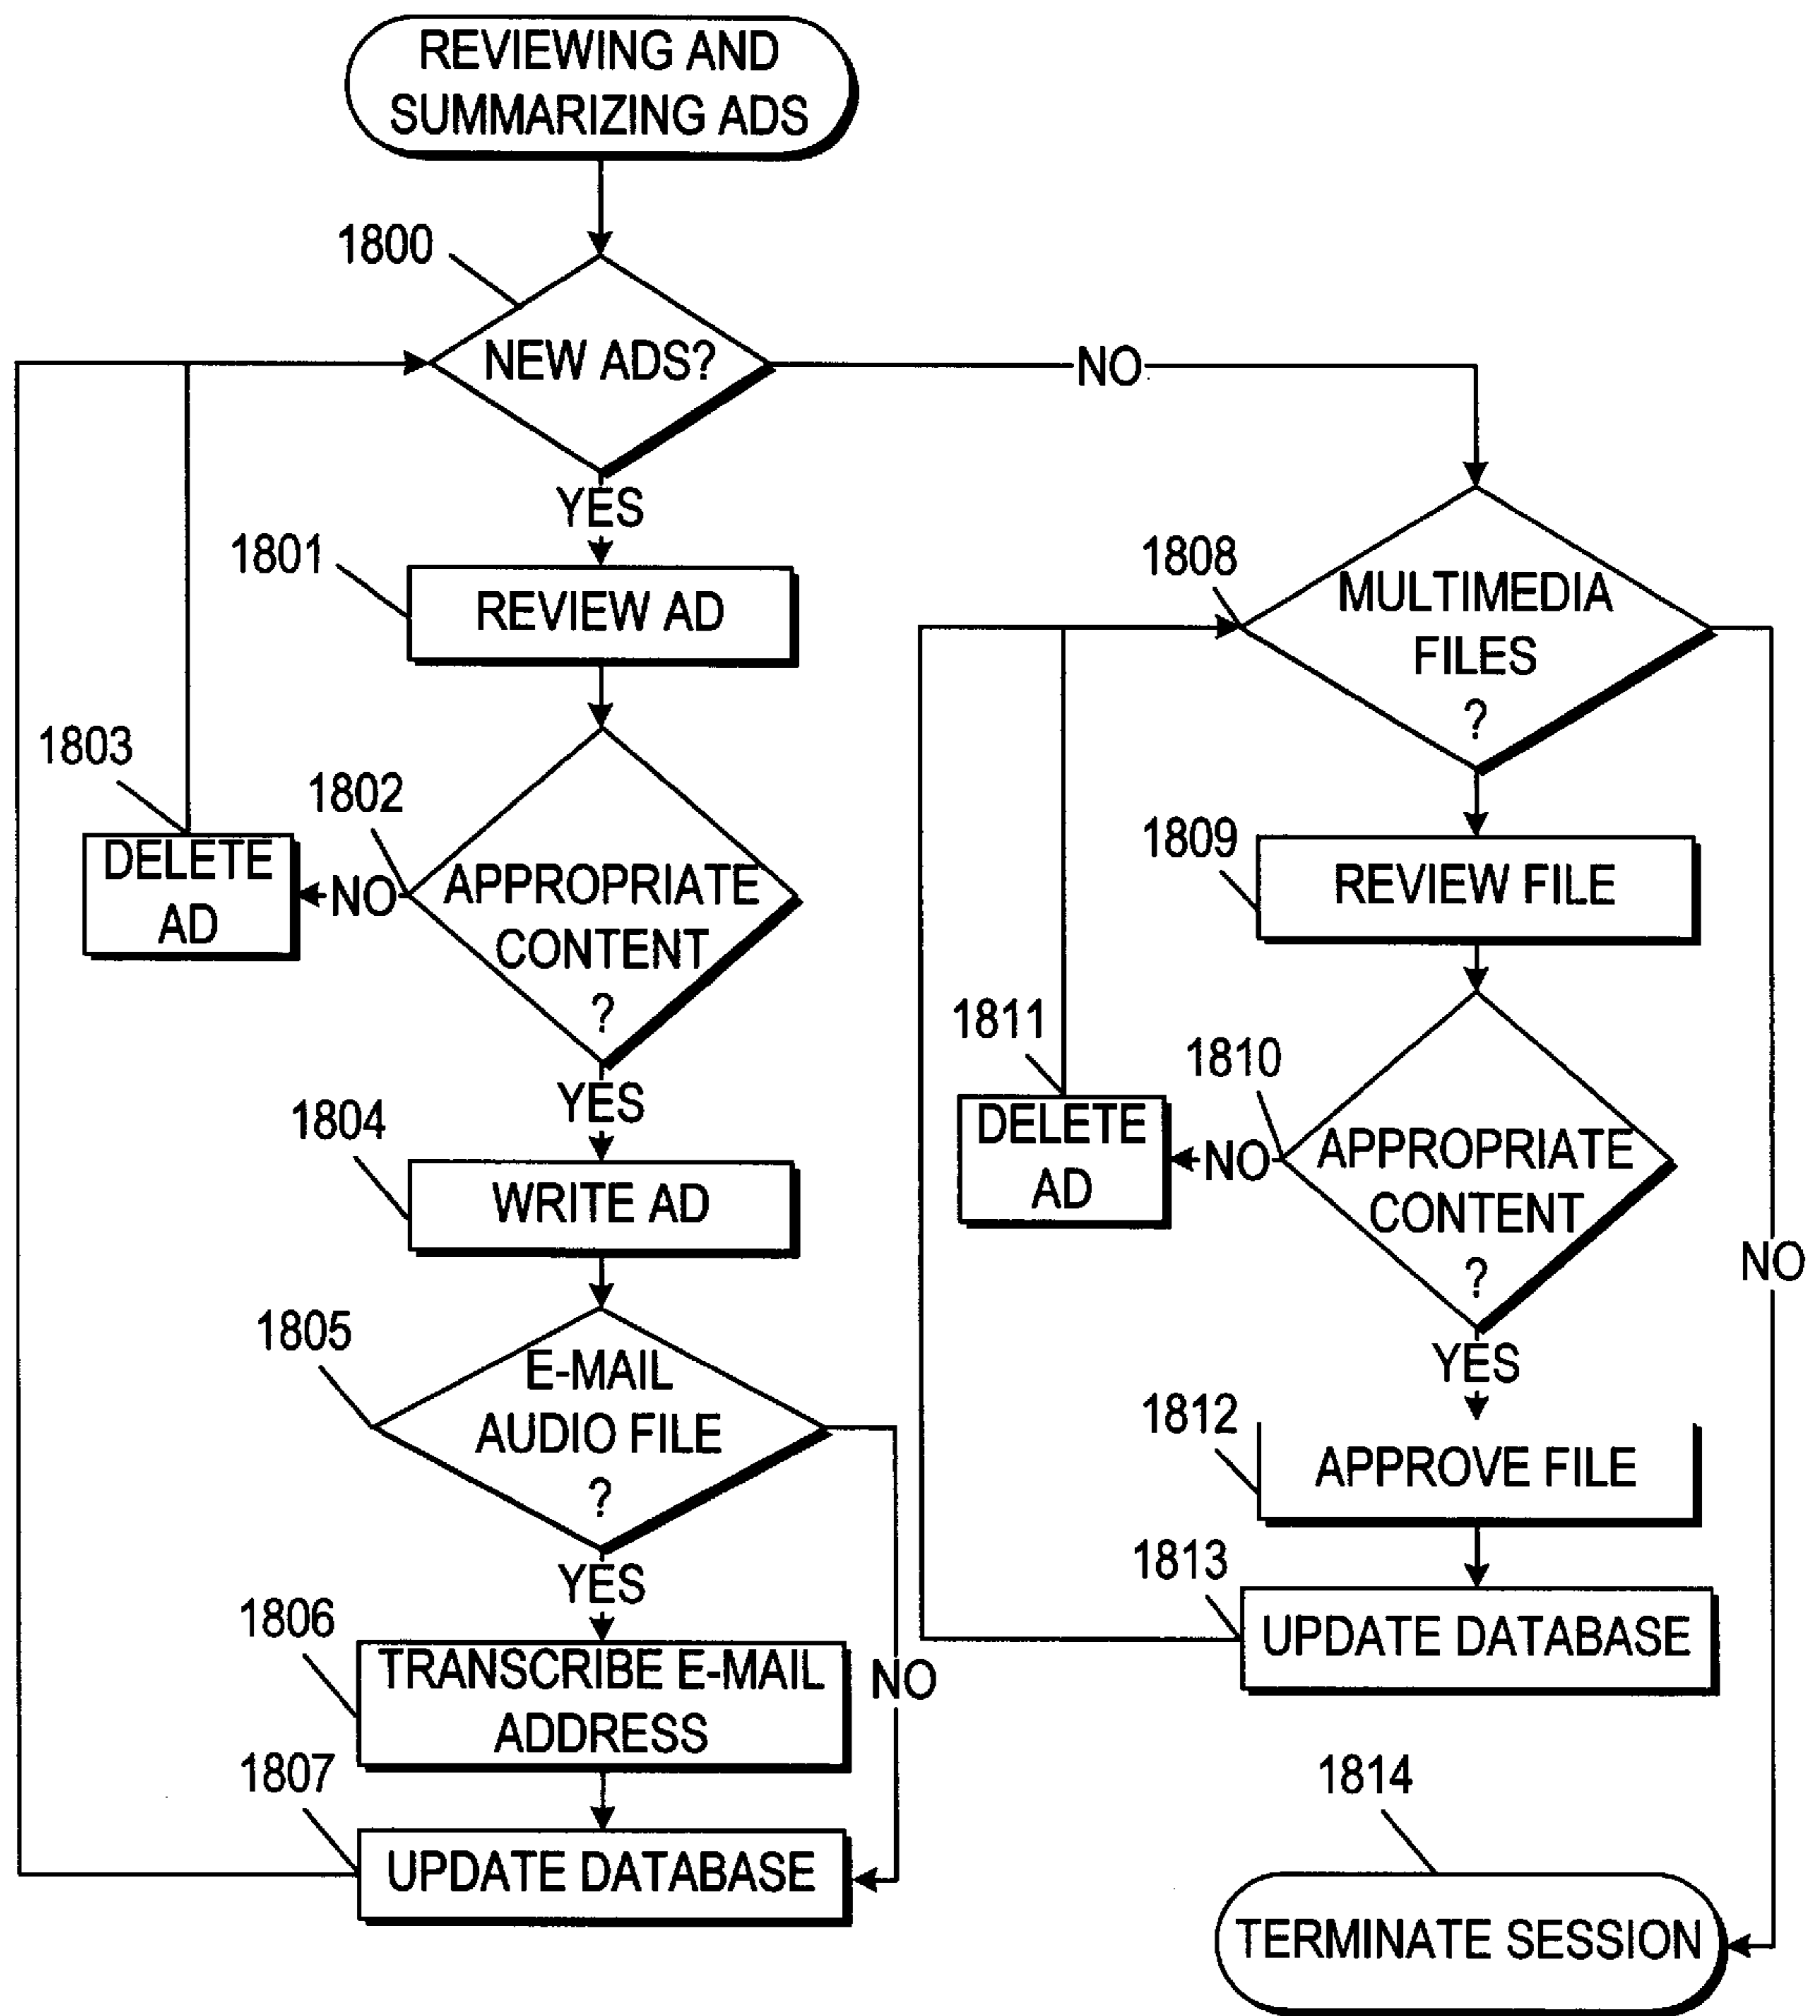 REVIEWING AND
SUMMARIZING ADS
1800
NEW ADS?
NO
YES
1801
REVIEW AD
1803
DELETE
AD
1802
NO
APPROPRIATE
CONTENT
?
YES
1804
WRITE AD
1805
E-MAIL
AUDIO FILE
?
YES
NO
1806
TRANSCRIBE E-MAIL
ADDRESS
1807
UPDATE DATABASE
1808
MULTIMEDIA
FILES
?
NO
1809
REVIEW FILE
1811
DELETE
AD
1810
NO
APPROPRIATE
CONTENT
?
YES
1812
APPROVE FILE
1813
UPDATE DATABASE
1814
TERMINATE SESSION